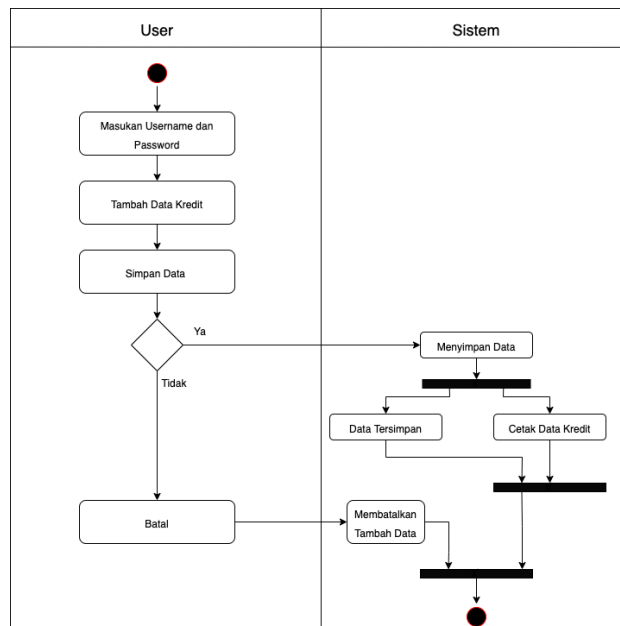 User
Sistem
Masukan Username dan
Password
Tambah Data Kredit
Simpan Data
Ya
Menyimpan Data
Tidak
Data Tersimpan
Cetak Data Kredit
Batal
Membatalkan
Tambah Data